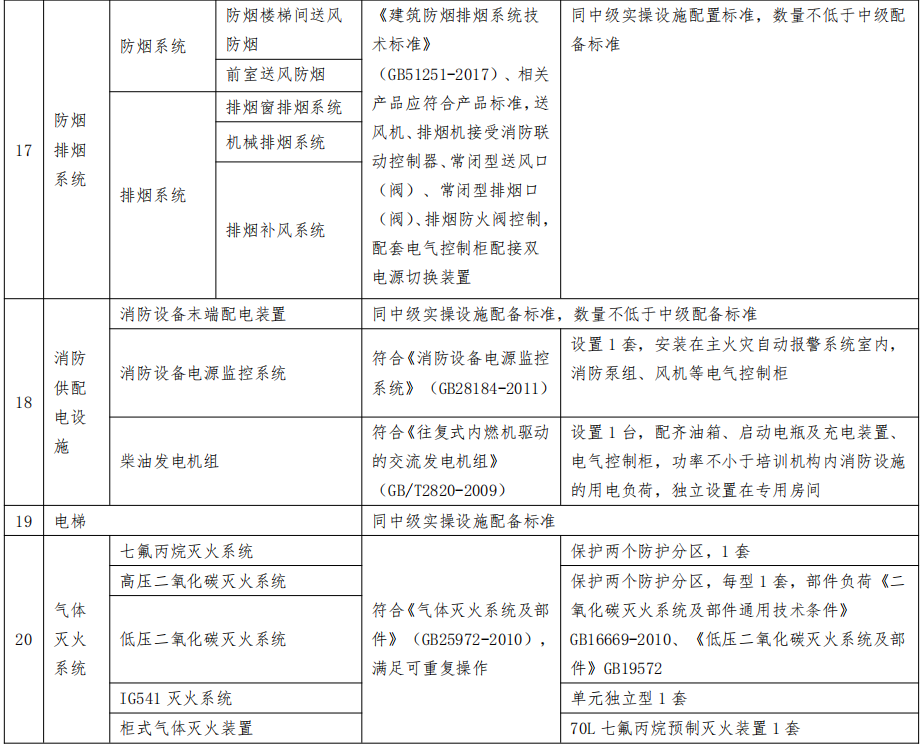 17
防烟
排烟
系统
防烟系统
防烟楼梯间送风
防烟
前室送风防烟
排烟系统
排烟窗排烟系统
机械排烟系统
排烟补风系统
《建筑防烟排烟系统技
术标准》
（GB51251-2017）、相关
产品应符合产品标准，送
风机、排烟机接受消防联
动控制器、常闭型送风口
（阀）、常闭型排烟口
（阀）、排烟防火阀控制，
配套电气控制柜配接双
电源切换装置
同中级实操设施配置标准，数量不低于中级配
备标准
18
消防
供配
电设
施
消防设备末端配电装置
同中级实操设施配备标准，数量不低于中级配备标准
消防设备电源监控系统
符合《消防设备电源监控
系统》（GB28184-2011）
设置 1 套，安装在主火灾自动报警系统室内，
消防泵组、风机等电气控制柜
柴油发电机组
符合《往复式内燃机驱动
的交流发电机组》
（GB/T2820-2009）
设置 1 台，配齐油箱、启动电瓶及充电装置、
电气控制柜，功率不小于培训机构内消防设施
的用电负荷，独立设置在专用房间
19
电梯
同中级实操设施配备标准
20
气体
灭火
系统
七氟丙烷灭火系统
高压二氧化碳灭火系统
低压二氧化碳灭火系统
IG541 灭火系统
柜式气体灭火装置
符合《气体灭火系统及部
件》（GB25972-2010），
满足可重复操作
保护两个防护分区，1 套
保护两个防护分区，每型 1 套，部件负荷《二
氧化碳灭火系统及部件通用技术条件》
GB16669-2010、《低压二氧化碳灭火系统及部
件》GB19572
单元独立型 1 套
70L 七氟丙烷预制灭火装置 1 套